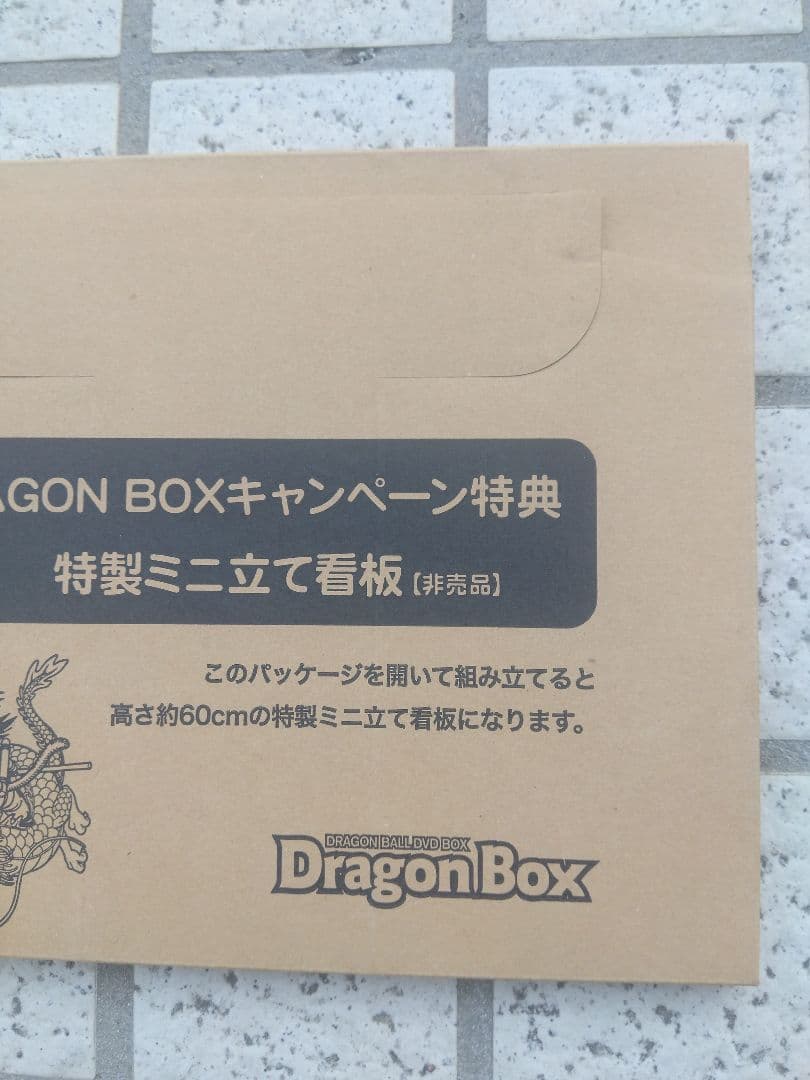 AGON BOXキャンペーン特典
特製ミニ立て看板【非売品】
このパッケージを開いて組み立てると
高さ約60cmの特製ミニ立て看板になります。
DRAGON BALL DVD BOX
DragonBox